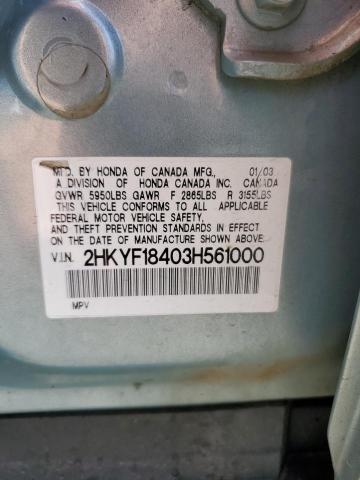 MFD. BY HONDA OF CANADA MFG., 01/03
A DIVISION OF HONDA CANADA INC. CANADA
GVWR 5950LBS GAWR F 2865LBS R 3155LBS
THIS VEHICLE CONFORMS TO ALL APPLICABLE
FEDERAL MOTOR VEHICLE SAFETY,
AND THEFT PREVENTION STANDARDS IN EFFECT
ON THE DATE OF MANUFACTURE SHOWN ABOVE.
V.I.N. 2HKYF18403H561000
MPV